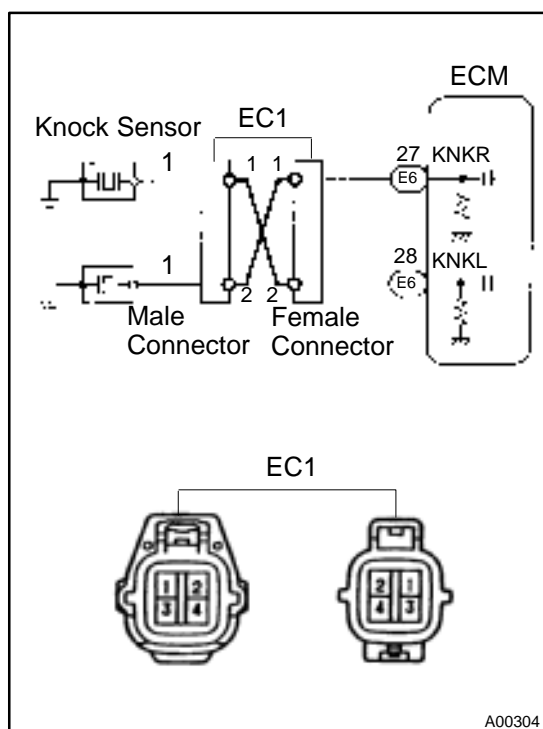 ECM
Knock Sensor
EC1
1
1 1
27 KNKR
E6
28 KNKL
E6
1
2 2
Male
Connector
Female
Connector
EC1
1 2
3 4
2 1
4 3
A00304